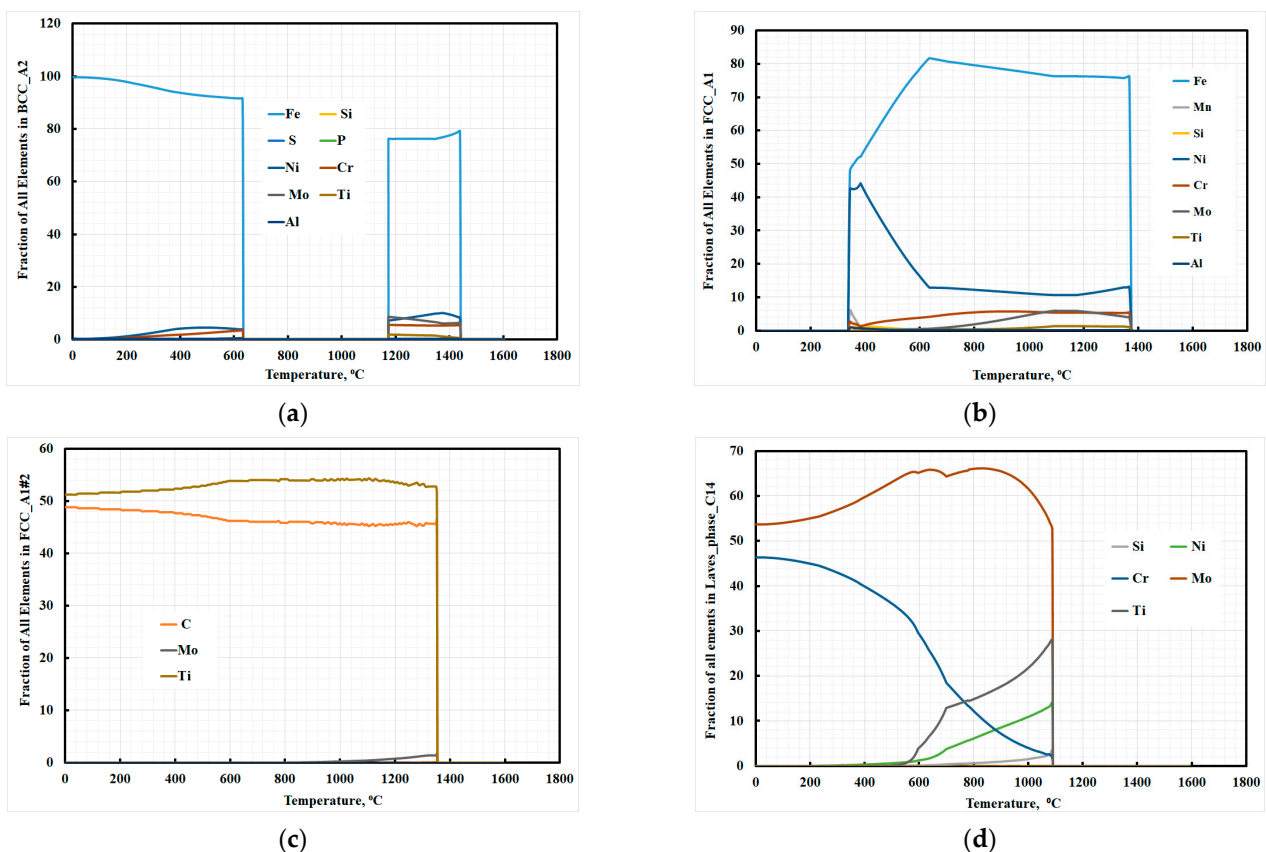 120
100
80
60
40
20
0
Fraction of All Elements in BCC_A2
Fe Si
S P
Ni Cr
Mo Ti
Al
0 200 400 600 800 1000 1200 1400 1600 1800
Temperature, ⁰C
(a)
90
80
70
60
50
40
30
20
10
0
Fraction of All Elements in FCC_A1
Fe
Mn
Si
Ni
Cr
Mo
Ti
Al
0 200 400 600 800 1000 1200 1400 1600 1800
Temperature, ⁰C
(b)
60
50
40
30
20
10
0
Fraction of All Elements in FCC_A1#2
C
Mo
Ti
0 200 400 600 800 1000 1200 1400 1600 1800
Temperature, ⁰C
(c)
70
60
50
40
30
20
10
0
Fraction of all ements in Laves_phase_C14
Si Ni
Cr Mo
Ti
0 200 400 600 800 1000 1200 1400 1600 1800
Temerature, ⁰C
(d)